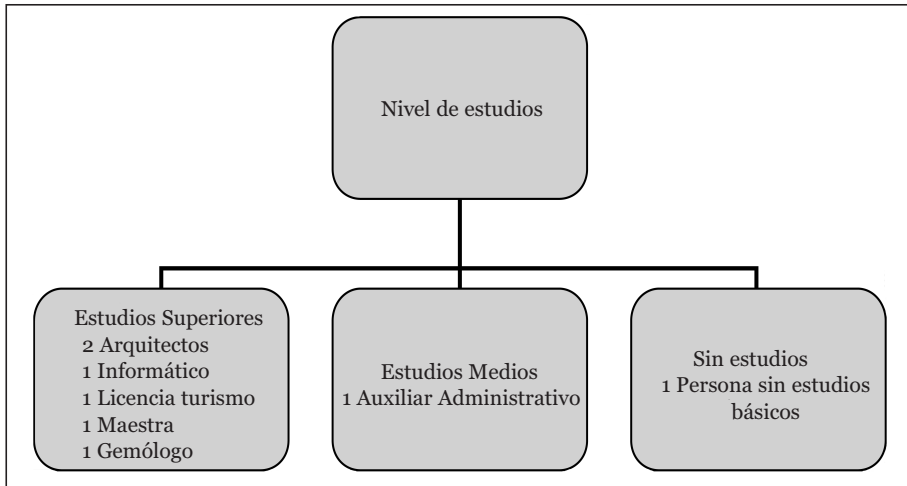 Nivel de estudios
Estudios Superiores
2 Arquitectos
1 Informático
1 Licencia turismo
1 Maestra
1 Gemólogo
Estudios Medios
1 Auxiliar Administrativo
Sin estudios
1 Persona sin estudios
básicos